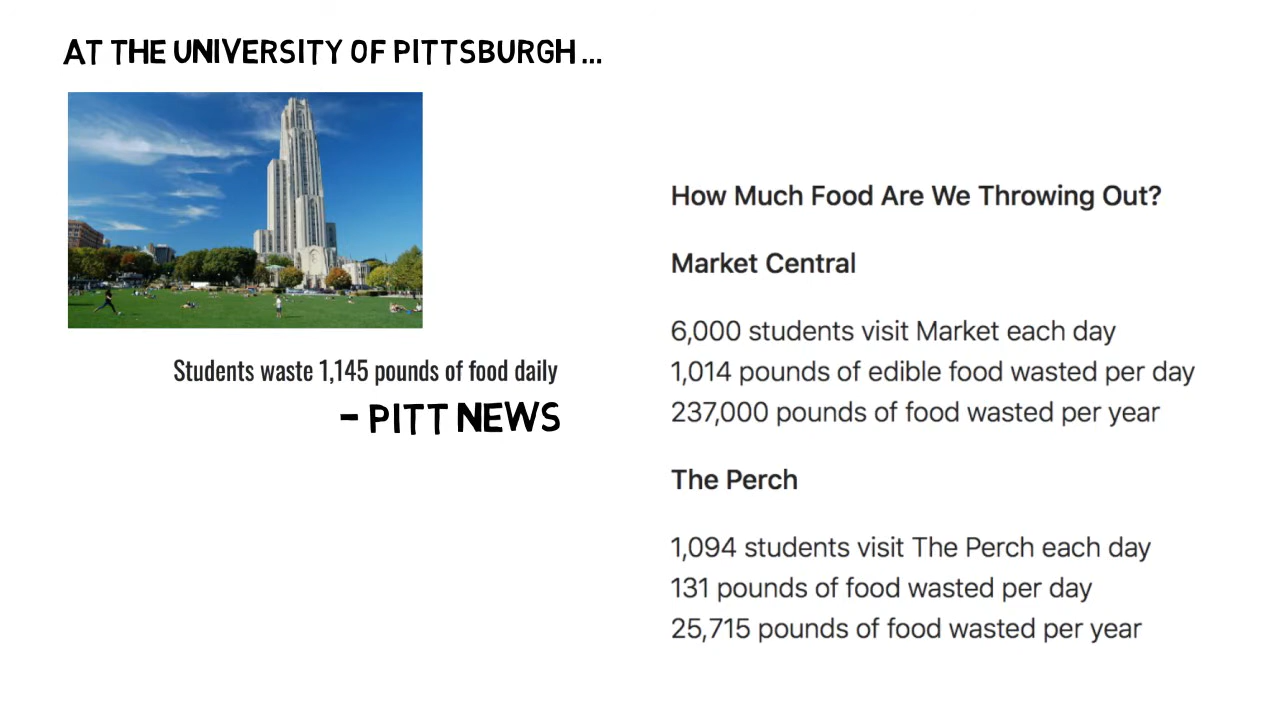 AT THE UNIVERSITY OF PITTSBURGH ...
Students waste 1,145 pounds of food daily
- PITT NEWS
How Much Food Are We Throwing Out?
Market Central
6,000 students visit Market each day
1,014 pounds of edible food wasted per day
237,000 pounds of food wasted per year
The Perch
1,094 students visit The Perch each day
131 pounds of food wasted per day
25,715 pounds of food wasted per year